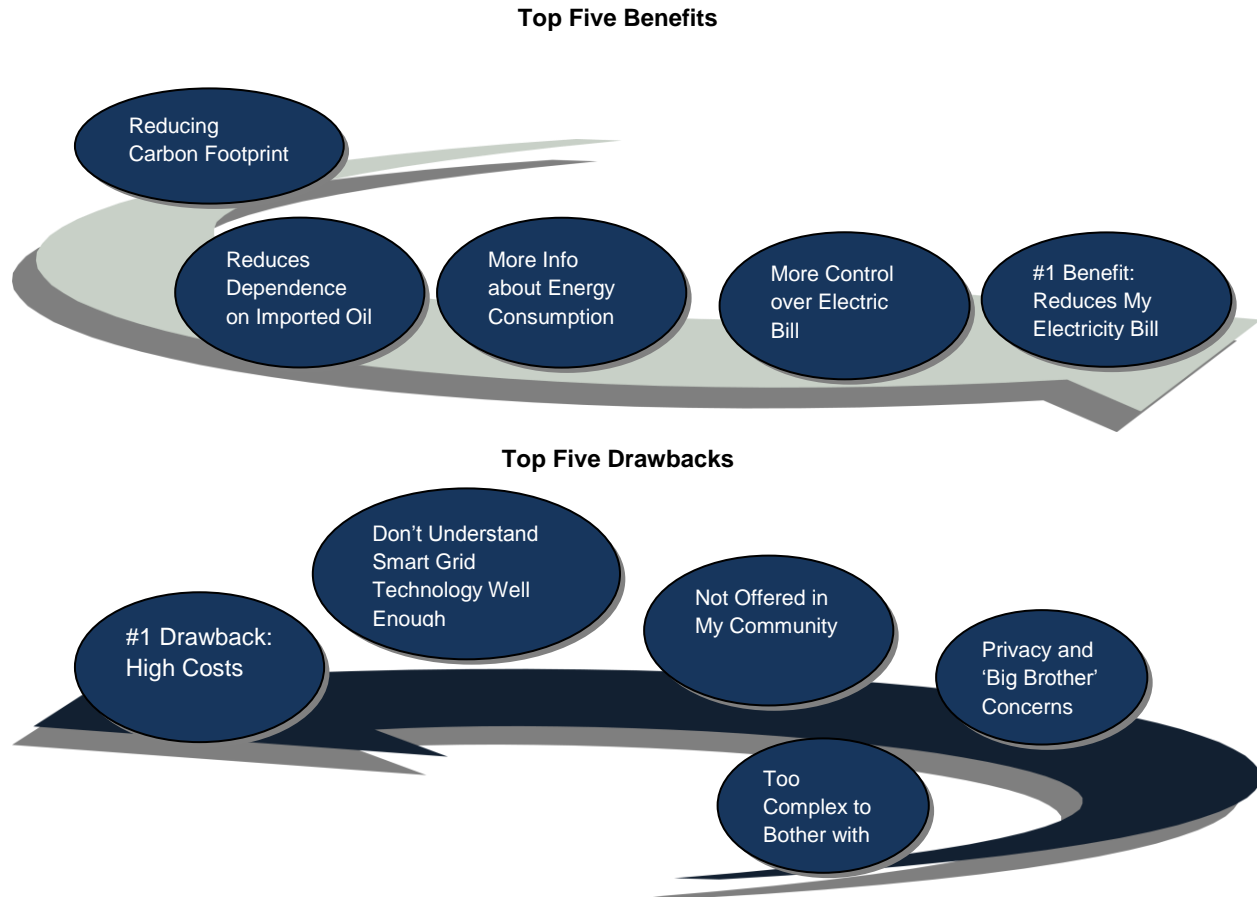 Top Five Benefits
Reducing
Carbon Footprint
Reduces
Dependence
on Imported Oil
More Info
about Energy
Consumption
More Control
over Electric
Bill
#1 Benefit:
Reduces My
Electricity Bill
Top Five Drawbacks
#1 Drawback:
High Costs
Don’t Understand
Smart Grid
Technology Well
Enough
Not Offered in
My Community
Privacy and
‘Big Brother’
Concerns
Too
Complex to
Bother with